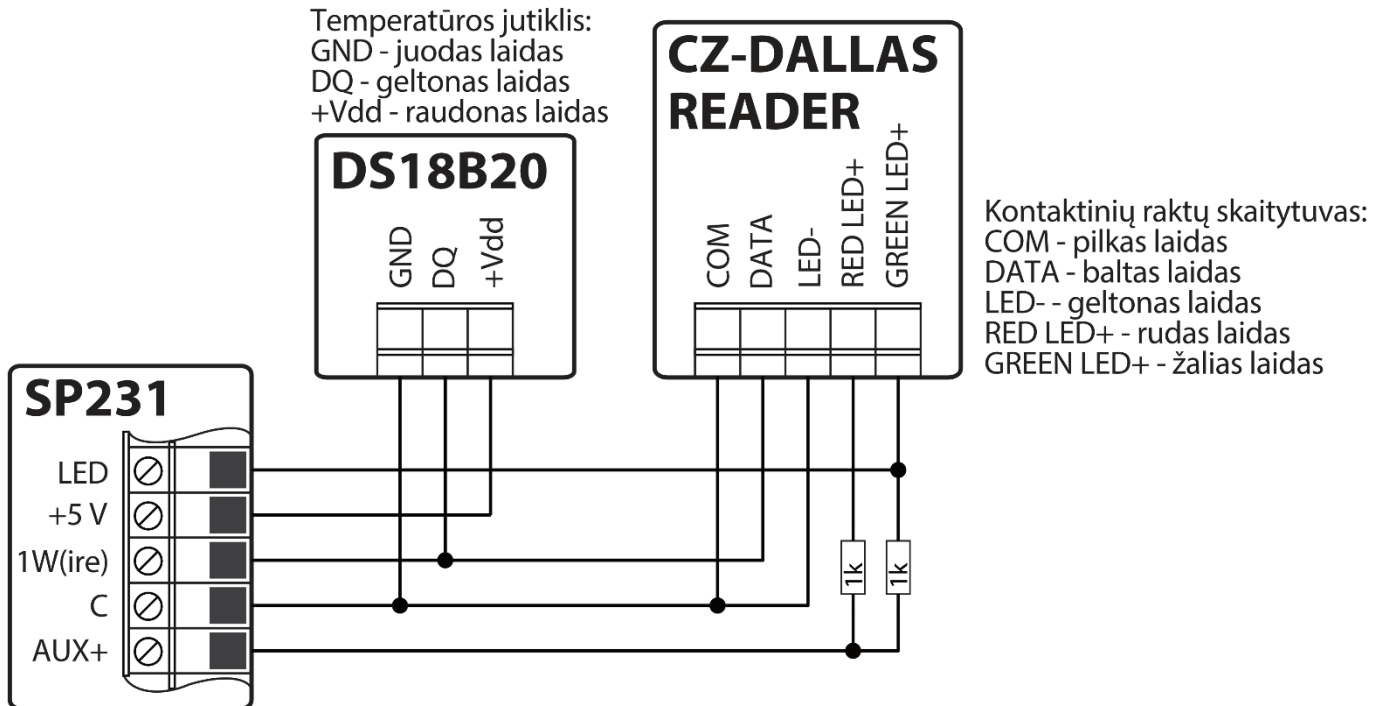 Temperatūros jutiklis:
GND - juodas laidas
DQ - geltonas laidas
+Vdd - raudonas laidas
DS18B20
GND
DQ
+Vdd
CZ-DALLAS
READER
COM
DATA
LED-
RED LED+
GREEN LED+
Kontaktinių raktų skaitytuvas:
COM - pilkas laidas
DATA - baltas laidas
LED- - geltonas laidas
RED LED+ - rudas laidas
GREEN LED+ - žalias laidas
SP231
LED
+5 V
1W(ire)
C
AUX+
1k
1k